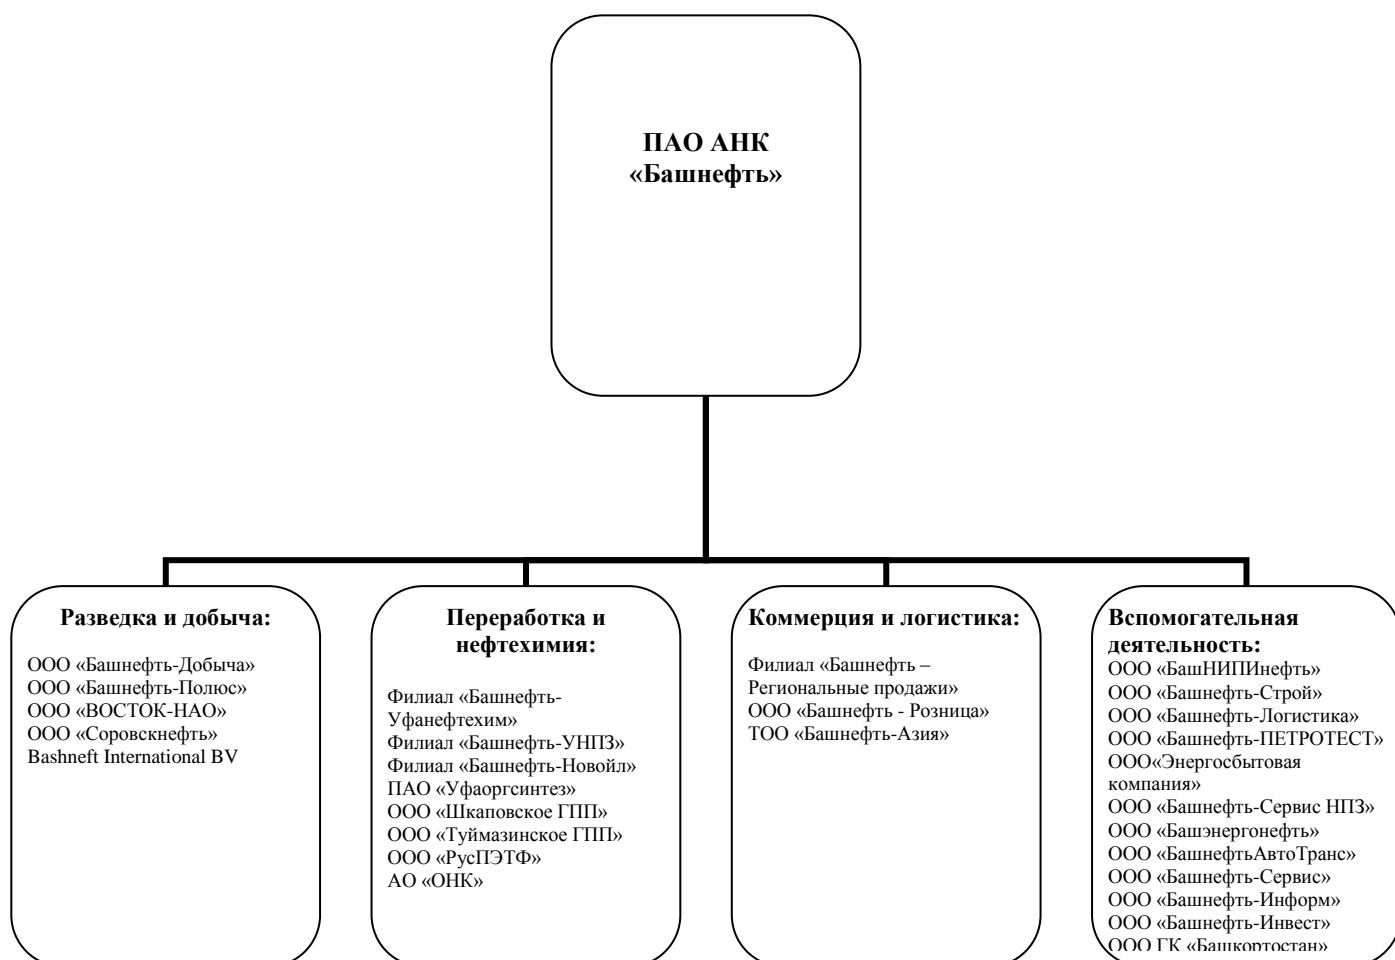 ПАО АНК
«Башнефть»
Разведка и добыча:
ООО «Башнефть-Добыча»
ООО «Башнефть-Полюс»
ООО «ВОСТОК-НАО»
ООО «Соровскнефть»
Bashneft International BV
Переработка и
нефтехимия:
Филиал «Башнефть-
Уфанефтехим»
Филиал «Башнефть-УНПЗ»
Филиал «Башнефть-Новойл»
ПАО «Уфаоргсинтез»
ООО «Шкаповское ГПП»
ООО «Туймазинское ГПП»
ООО «РусПЭТФ»
АО «ОНК»
Коммерция и логистика:
Филиал «Башнефть –
Региональные продажи»
ООО «Башнефть - Розница»
ТОО «Башнефть-Азия»
Вспомогательная
деятельность:
ООО «БашНИПИнефть»
ООО «Башнефть-Строй»
ООО «Башнефть-Логистика»
ООО «Башнефть-ПЕТРОТЕСТ»
ООО«Энергосбытовая
компания»
ООО «Башнефть-Сервис НПЗ»
ООО «Башэнергонефть»
ООО «БашнефтьАвтоТранс»
ООО «Башнефть-Сервис»
ООО «Башнефть-Информ»
ООО «Башнефть-Инвест»
ООО ГК «Башкортостан»